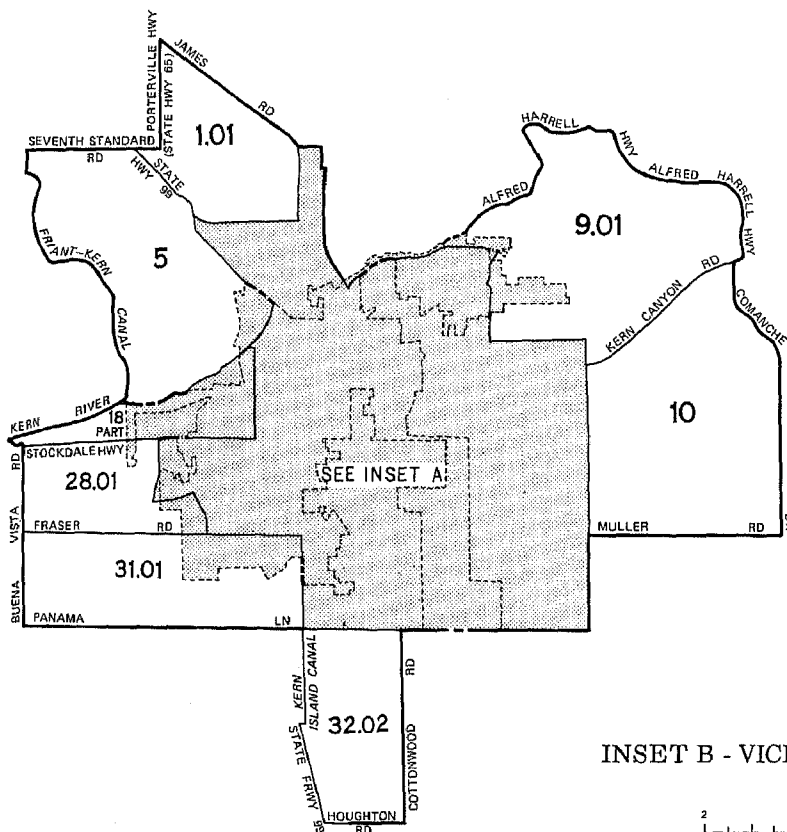 PORTERVILLE HWY
(STATE HWY 65)
JAMES
RD
1.01
SEVENTH STANDARD
RD
STATE
HWY 99
HARRELL
HWY
ALFRED
HARRELL
HWY
ALFRED
9.01
5
FRIANT-KERN
CANAL
KERN CANYON RD
COMANCHE
10
KERN RIVER
18
PART
STOCKDALE HWY
RD
28.01
SEE INSET A
VISTA
FRASER RD
MULLER RD
31.01
BUENA
PANAMA LN
KERN
ISLAND CANAL
RD
32.02
STATE FRWY 99
COTTONWOOD
HOUGHTON
RD
INSET B - VICI
2